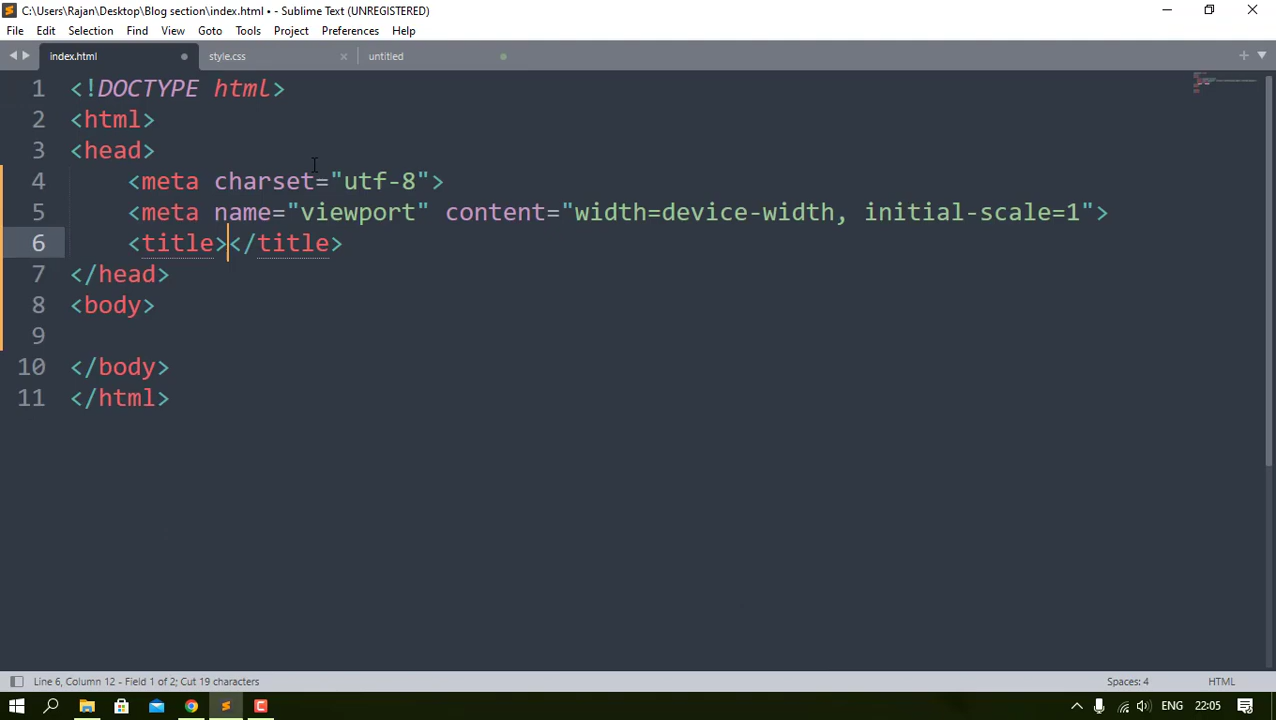 C:\Users\Rajan\Desktop\Blog section\index.html • - Sublime Text (UNREGISTERED)
File Edit Selection Find View Goto Tools Project Preferences Help
index.html style.css untitled
1 <!DOCTYPE html>
2 <html>
3 <head>
4 <meta charset="utf-8">
5 <meta name="viewport" content="width=device-width, initial-scale=1">
6 <title></title>
7 </head>
8 <body>
9
10 </body>
11 </html>
Line 6, Column 12 - Field 1 of 2; Cut 19 characters Spaces: 4 HTML
ENG 22:05